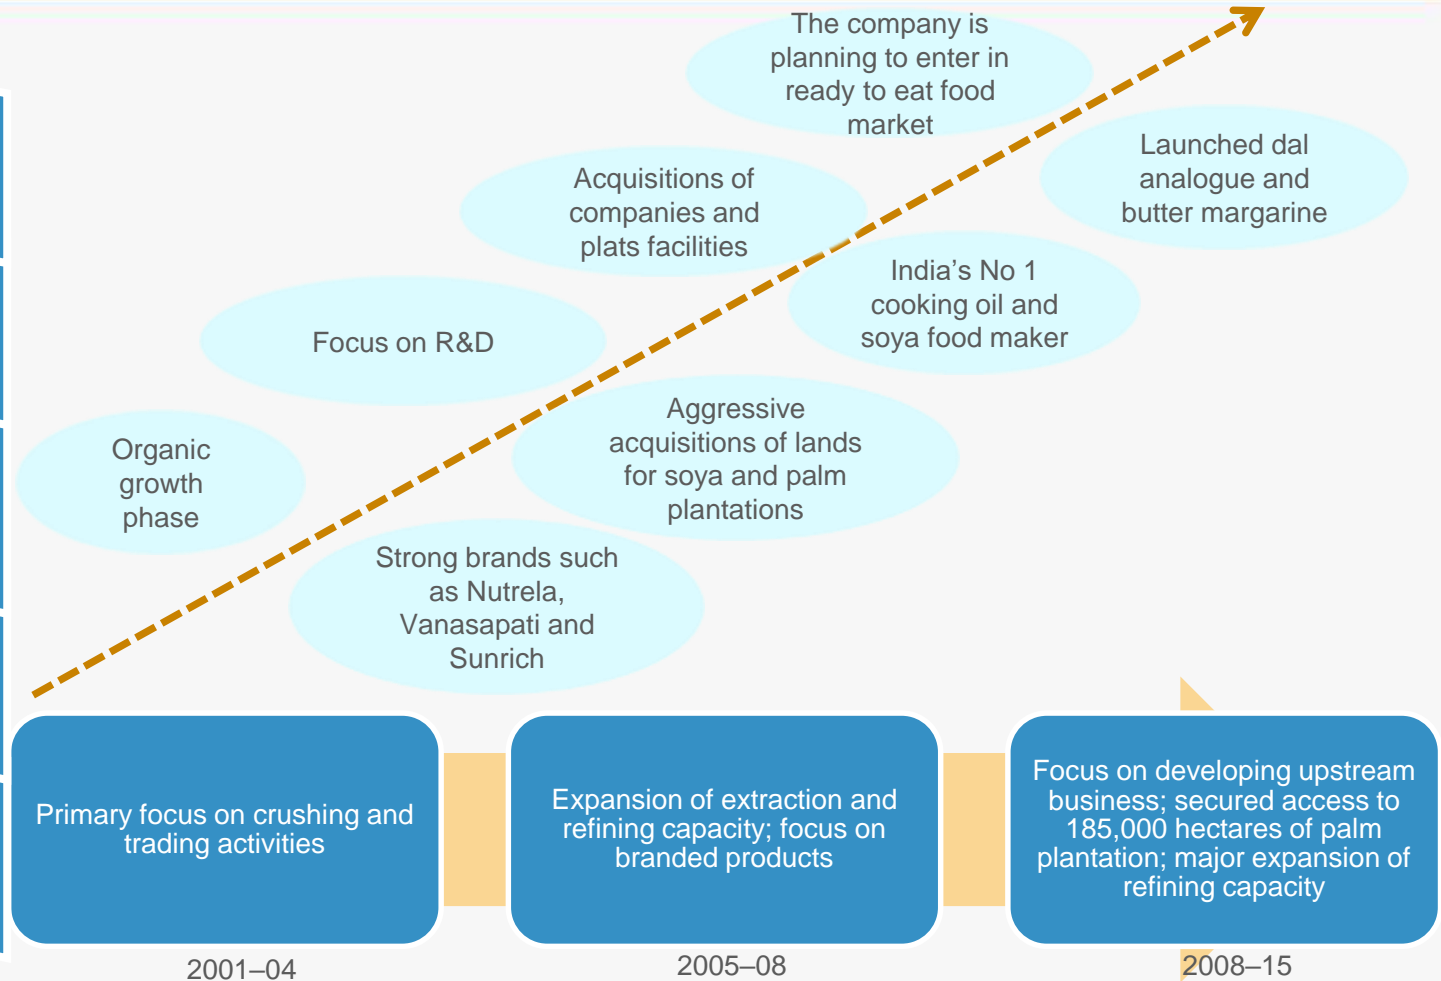 The company is
planning to enter in
ready to eat food
market
Launched dal
analogue and
butter margarine
Acquisitions of
companies and
plats facilities
India’s No 1
cooking oil and
soya food maker
Focus on R&D
Aggressive
acquisitions of lands
for soya and palm
plantations
Organic
growth
phase
Strong brands such
as Nutrela,
Vanasapati and
Sunrich
Primary focus on crushing and
trading activities
Expansion of extraction and
refining capacity; focus on
branded products
Focus on developing upstream
business; secured access to
185,000 hectares of palm
plantation; major expansion of
refining capacity
2001–04
2005–08
2008–15